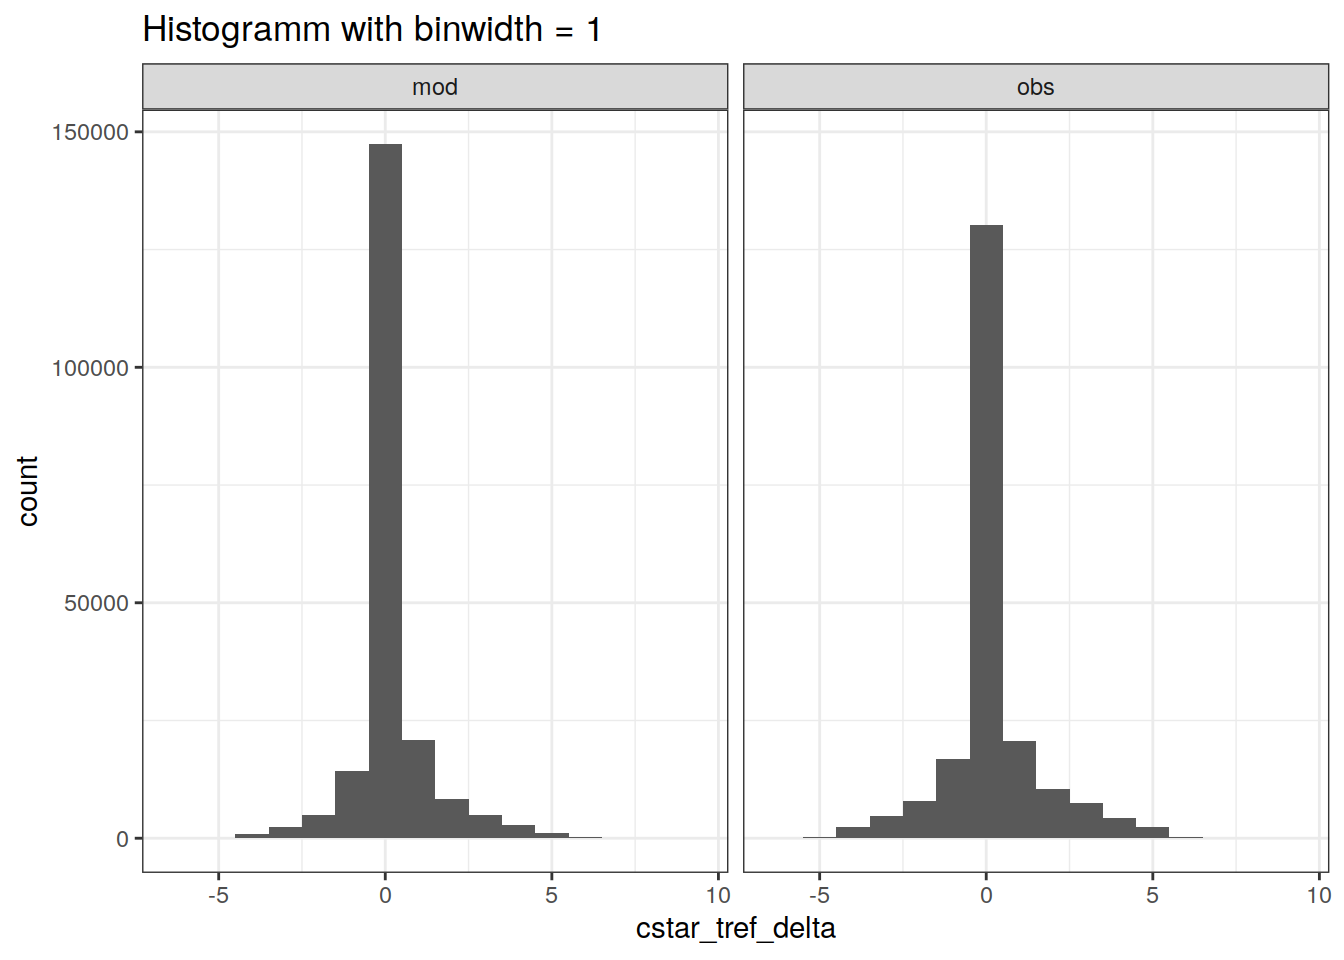 Histogramm with binwidth = 1
mod
obs
150000
100000
50000
0
count
-5
0
5
10
-5
0
5
10
cstar_tref_delta